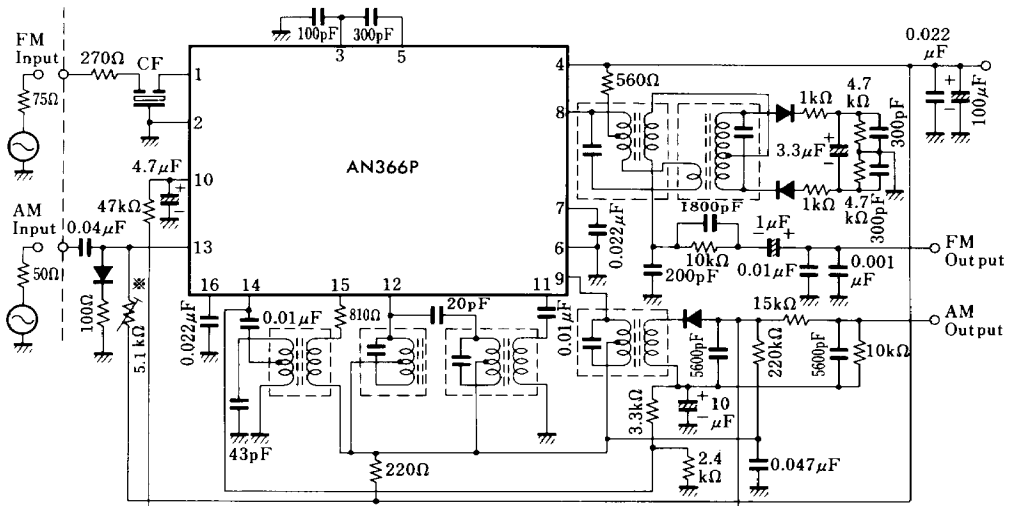 FM
Input
270Ω
CF
75Ω
AM
Input
50Ω
0.04μF
100Ω
5.1kΩ
※
47kΩ
4.7μF
+
−
100pF
300pF
AN366P
1
2
10
13
3
5
4
8
7
6
9
16
14
15
12
11
0.022μF
0.01μF
43pF
810Ω
20pF
0.01μF
220Ω
560Ω
0.022μF
200pF
1800pF
10kΩ
1μF
−
+
1kΩ
1kΩ
3.3μF
+
−
4.7
kΩ
4.7
kΩ
300pF
300pF
0.022
μF
+
−
100μF
0.01μF
0.001
μF
FM
Output
15kΩ
AM
Output
5600pF
220kΩ
5600pF
10kΩ
3.3kΩ
+
−
10
μF
2.4
kΩ
0.047μF